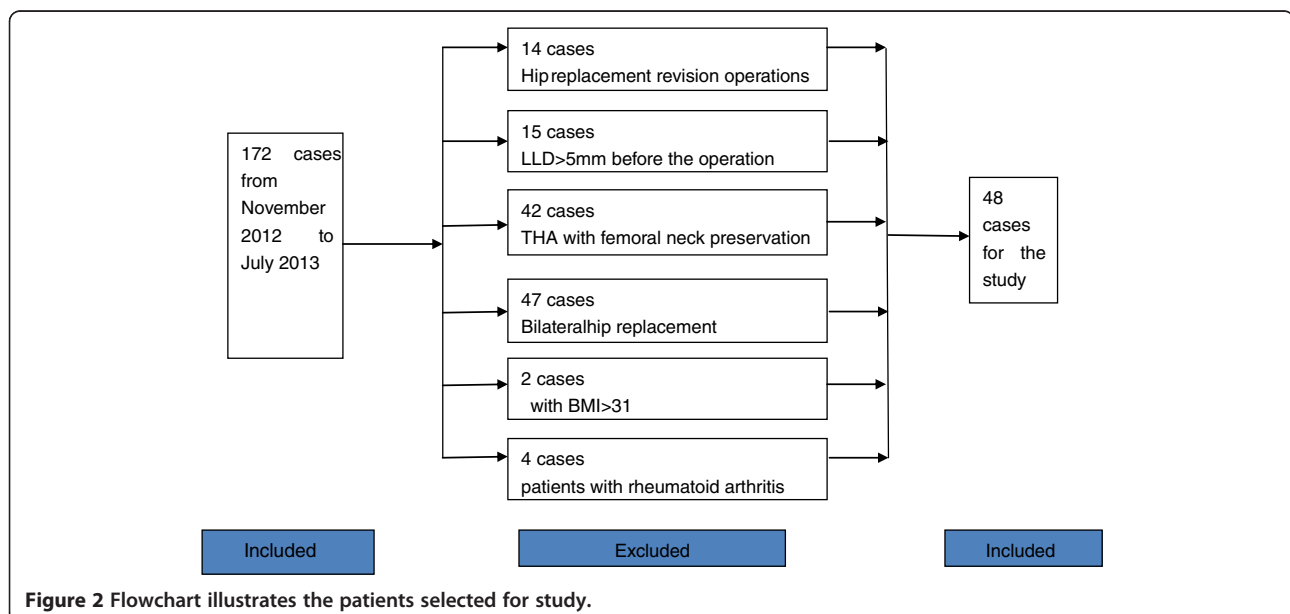 172 cases
from
November
2012 to
July 2013
14 cases
Hip replacement revision operations
15 cases
LLD>5mm before the operation
42 cases
THA with femoral neck preservation
47 cases
Bilateralhip replacement
2 cases
with BMI>31
4 cases
patients with rheumatoid arthritis
48
cases
for the
study
Included
Excluded
Included
Figure 2 Flowchart illustrates the patients selected for study.